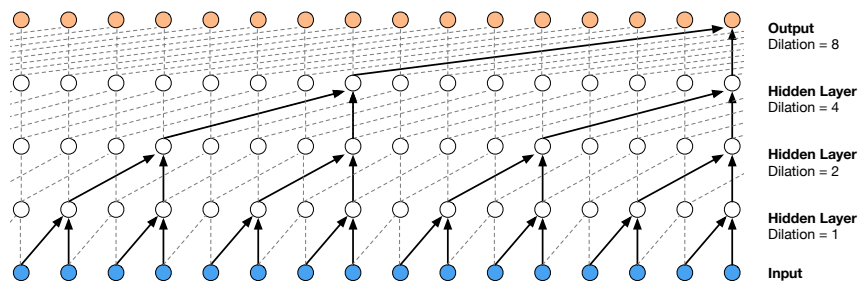 Output
Dilation = 8
Hidden Layer
Dilation = 4
Hidden Layer
Dilation = 2
Hidden Layer
Dilation = 1
Input